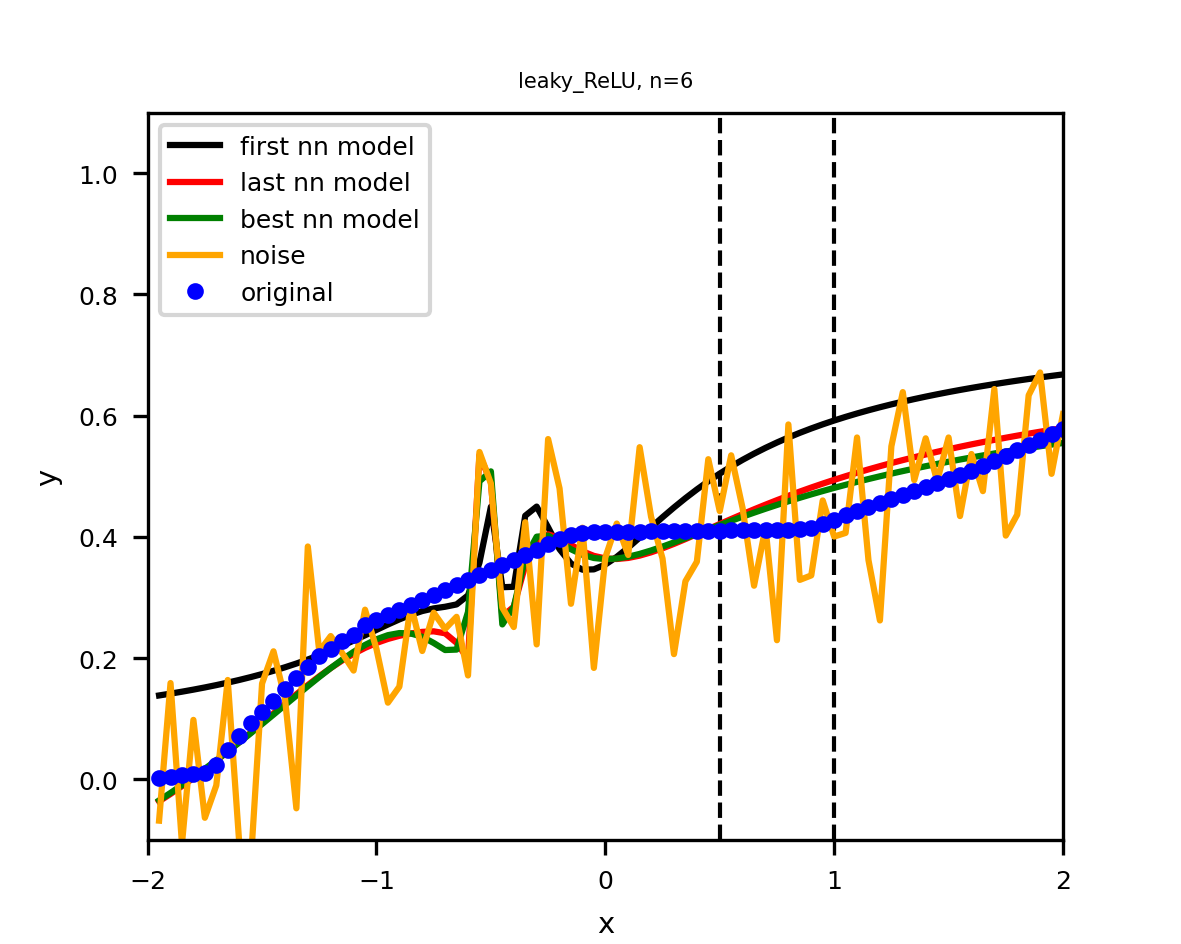 leaky_ReLU, n=6
first nn model
last nn model
best nn model
noise
original
1.0
0.8
0.6
0.4
0.2
0.0
y
−2 −1 0 1 2
x